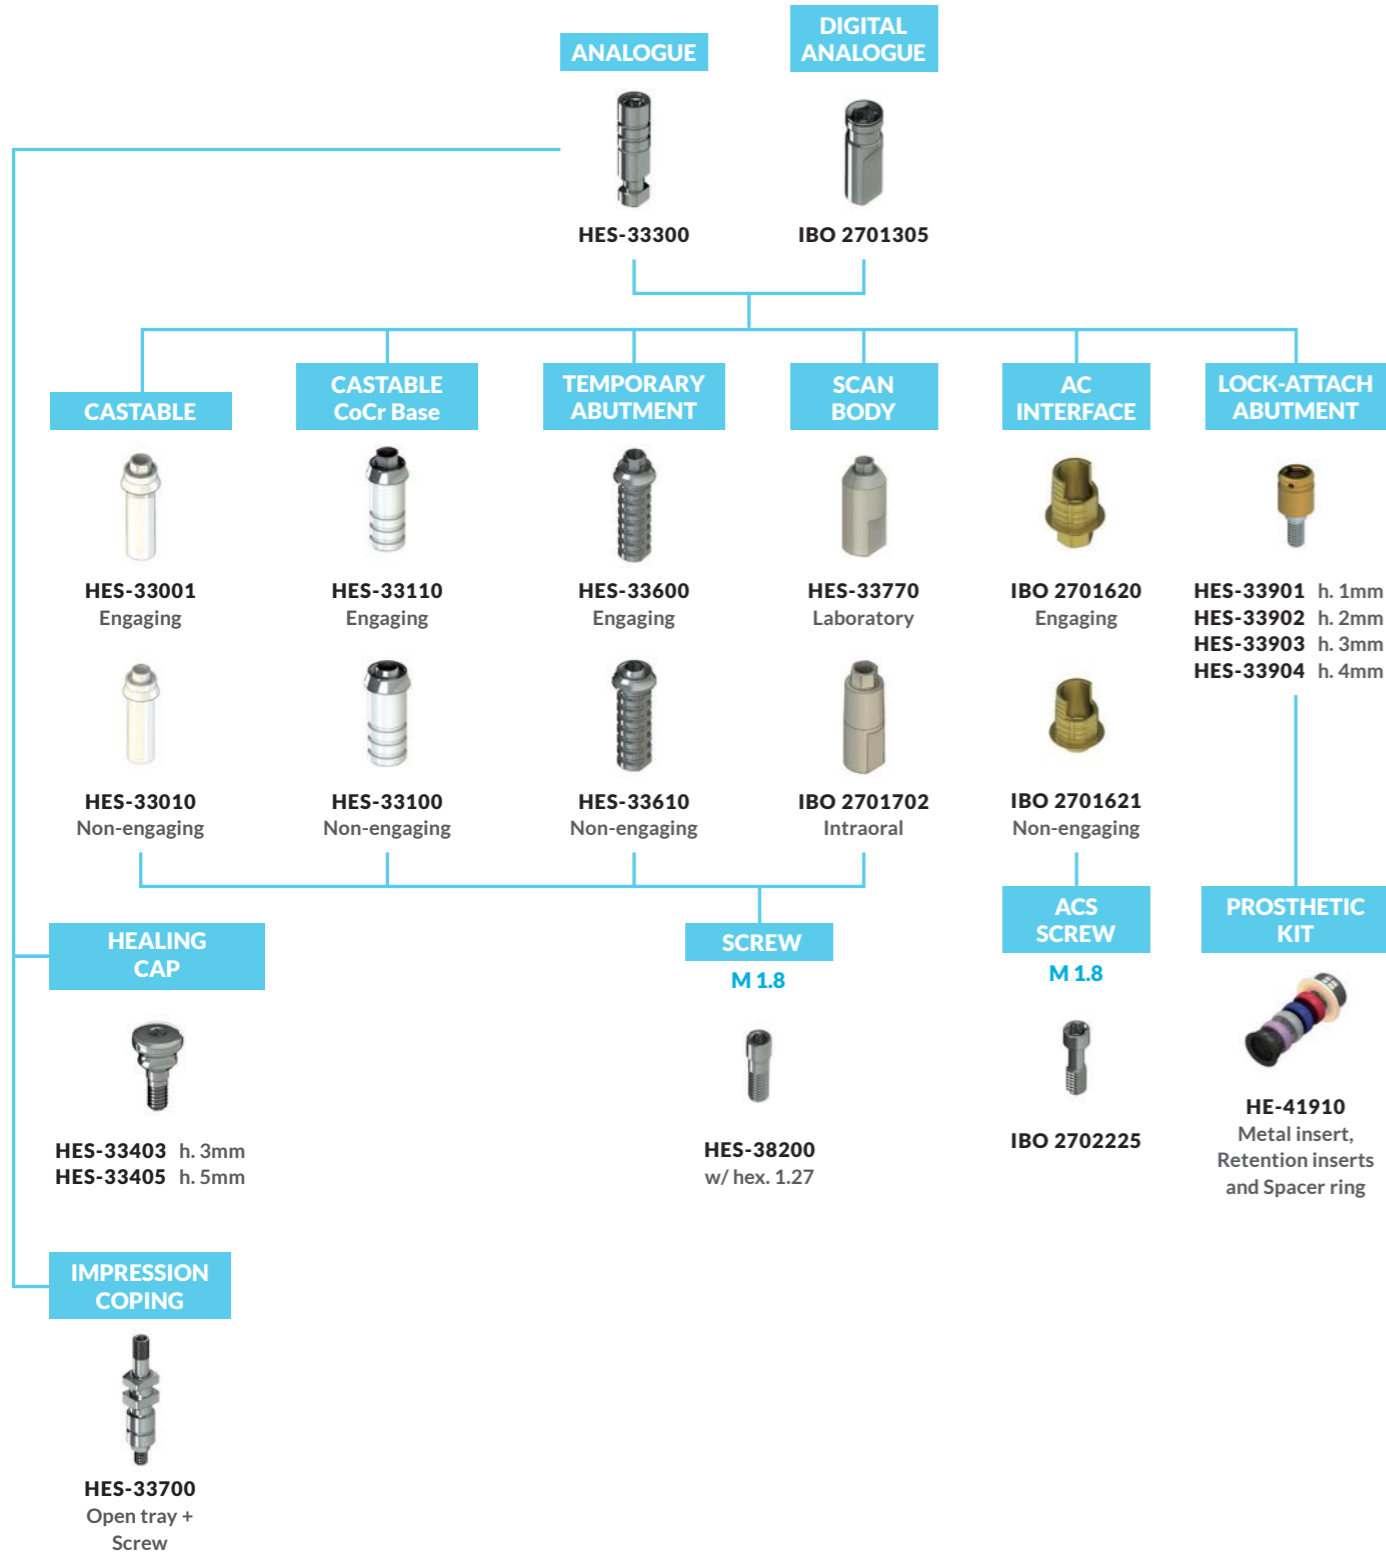 ANALOGUE
DIGITAL
ANALOGUE
HES-33300
IBO 2701305
CASTABLE
CASTABLE
CoCr Base
TEMPORARY
ABUTMENT
SCAN
BODY
AC
INTERFACE
LOCK-ATTACH
ABUTMENT
HES-33001
Engaging
HES-33110
Engaging
HES-33600
Engaging
HES-33770
Laboratory
IBO 2701620
Engaging
HES-33901 h. 1mm
HES-33902 h. 2mm
HES-33903 h. 3mm
HES-33904 h. 4mm
HES-33010
Non-engaging
HES-33100
Non-engaging
HES-33610
Non-engaging
IBO 2701702
Intraoral
IBO 2701621
Non-engaging
HEALING
CAP
SCREW
M 1.8
ACS
SCREW
M 1.8
PROSTHETIC
KIT
HES-33403 h. 3mm
HES-33405 h. 5mm
HES-38200
w/ hex. 1.27
IBO 2702225
HE-41910
Metal insert,
Retention inserts
and Spacer ring
IMPRESSION
COPING
HES-33700
Open tray +
Screw